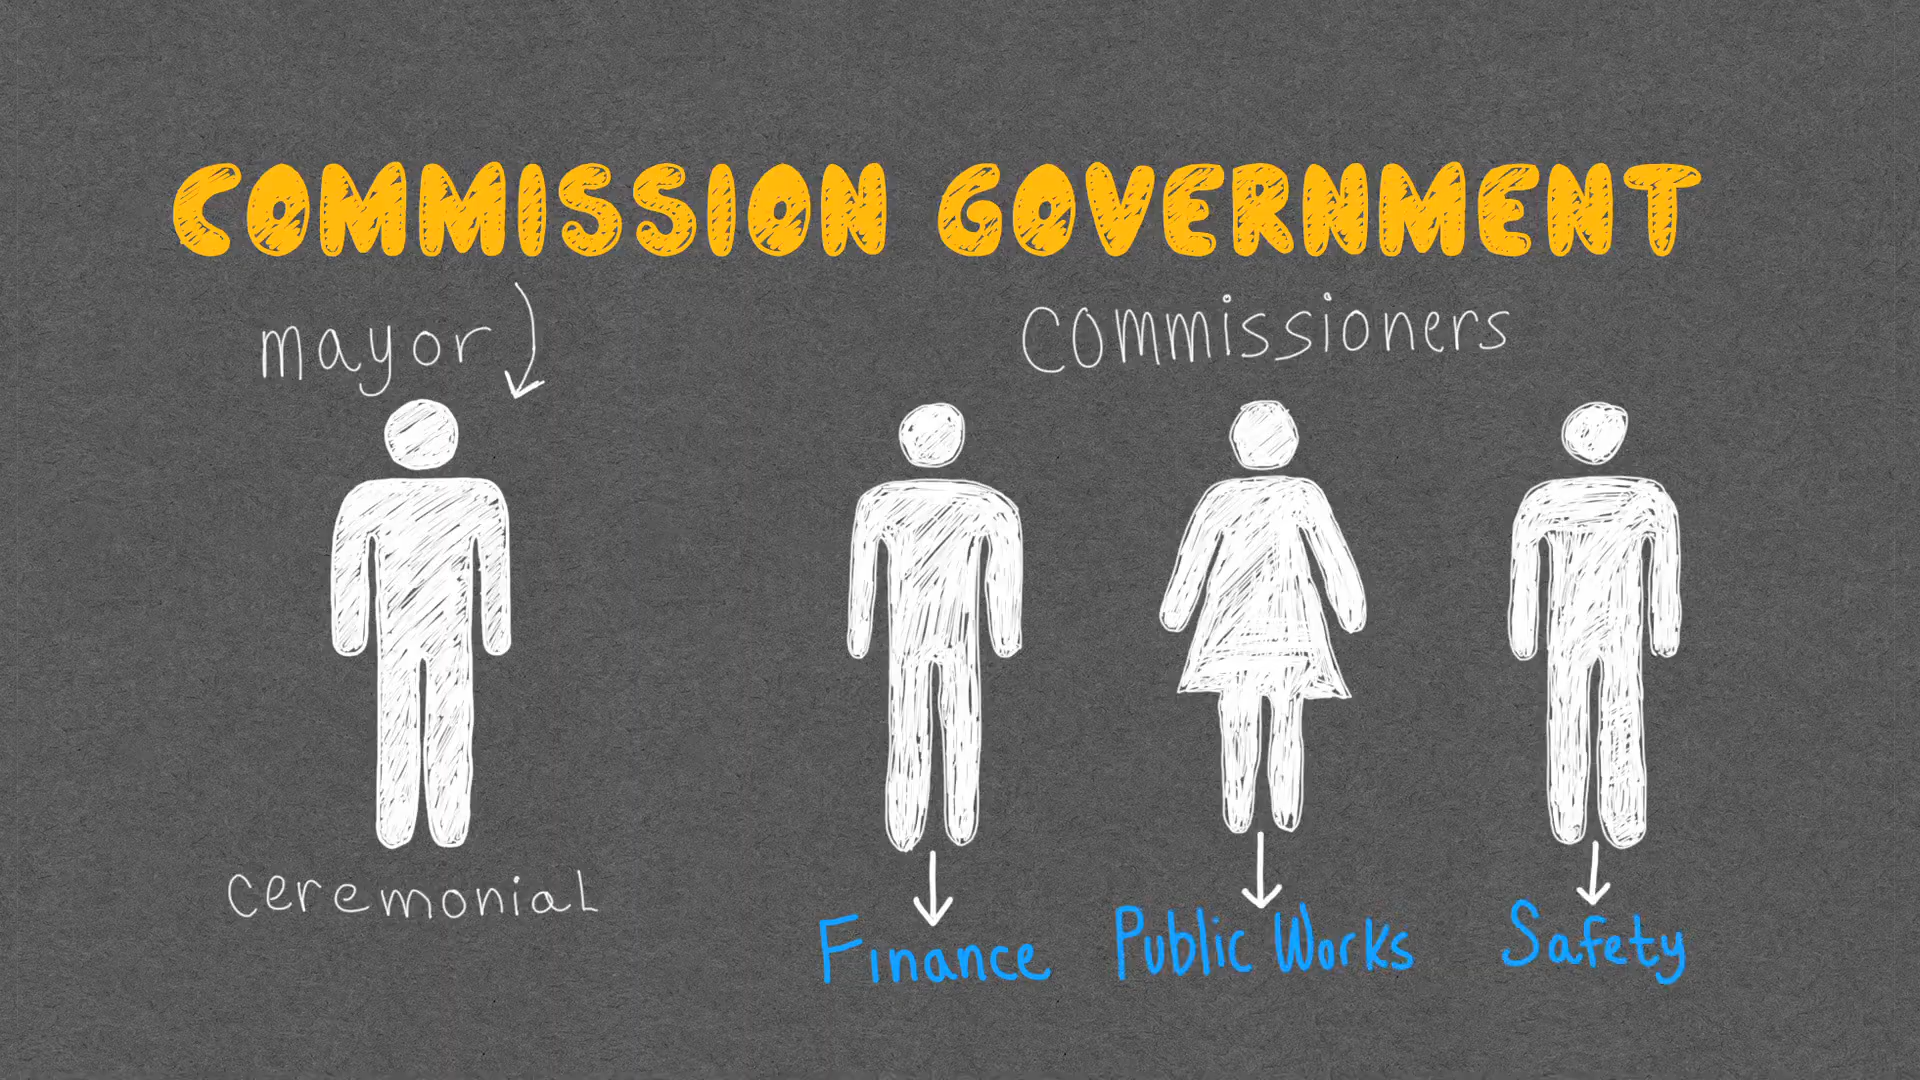 COMMISSION GOVERNMENT
mayor
commissioners
ceremonial
Finance
Public Works
Safety